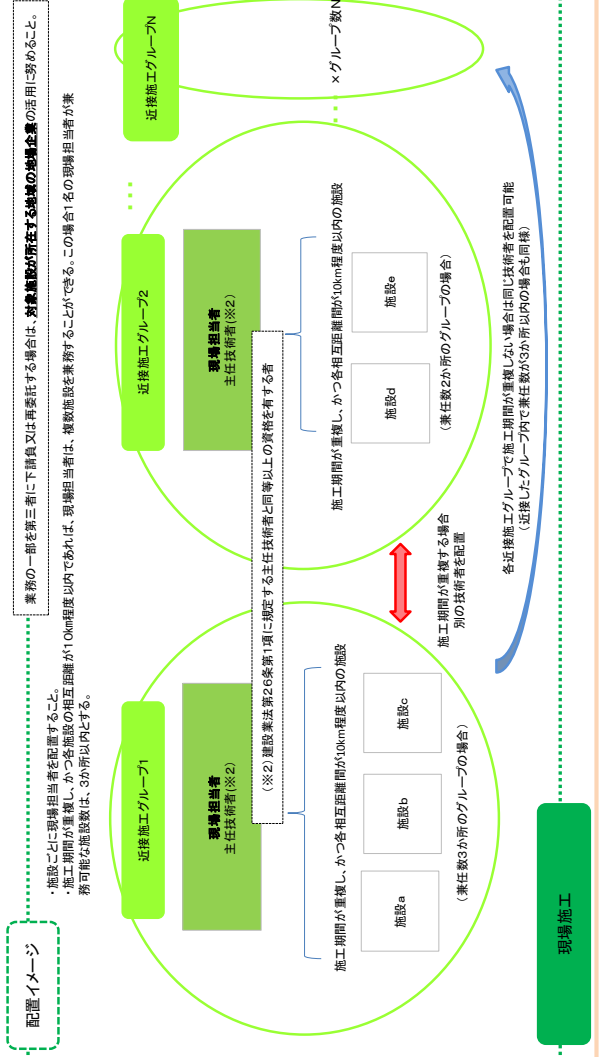 配置イメージ
業務の一部を第三者に下請負又は再委託する場合は、対象施設が所在する地域の地場企業の活用に努めること。
・施設ごとに現場担当者を配置すること。
・施工期間が重複し、かつ各施設の相互距離が10km程度以内であれば、現場担当者は、複数施設を兼務することができる。この場合1名の現場担当者が兼
務可能な施設数は、3か所以内とする。
近接施工グループ1
現場担当者
主任技術者(※2)
施工期間が重複し、かつ各相互距離間が10km程度以内の施設
施設a
施設b
施設c
(兼任数3か所のグループの場合)
(※2)建設業法第26条第1項に規定する主任技術者と同等以上の資格を有する者
施工期間が重複する場合
別の技術者を配置
近接施工グループ2
現場担当者
主任技術者(※2)
施工期間が重複し、かつ各相互距離間が10km程度以内の施設
施設d
施設e
(兼任数2か所のグループの場合)
・・・
近接施工グループN
・・・
×グループ数N
各近接施工グループで施工期間が重複しない場合は同じ技術者を配置可能
(近接したグループ内で兼任数が3か所以内の場合も同様)
現場施工